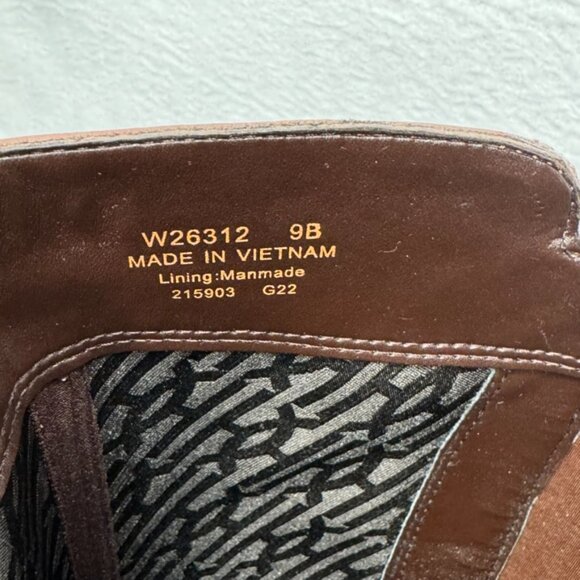 W26312 9B
MADE IN VIETNAM
Lining:Manmade
215903 G22